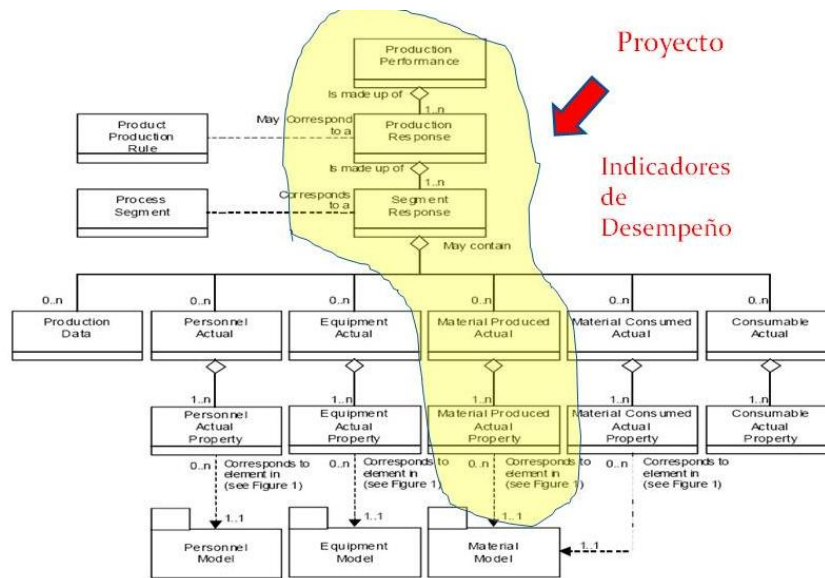 Production
Performance
Proyecto
Is made up of
1..n
Product
Production
Rule
May Correspond
to a
Production
Response
Indicadores
de
Desempeño
Is made up of
1..n
Process
Segment
Corresponds
to a
Segment
Response
May contain
0..n
0..n
0..n
0..n
0..n
0..n
Production
Data
Personnel
Actual
Equipment
Actual
Material Produced
Actual
Material Consumed
Actual
Consumable
Actual
1..n
1..n
1..n
1..n
1..n
Personnel
Actual
Property
Equipment
Actual
Property
Material Produced
Actual
Property
Material Consumed
Actual
Property
Consumable
Actual
Property
0..n
Corresponds to
element in
(see Figure 1)
0..n
Corresponds to
element in
(see Figure 1)
0..n
Corresponds to
element in
(see Figure 1)
0..n
Corresponds to
element in
(see Figure 1)
1..1
1..1
1..1
1..1
Personnel
Model
Equipment
Model
Material
Model